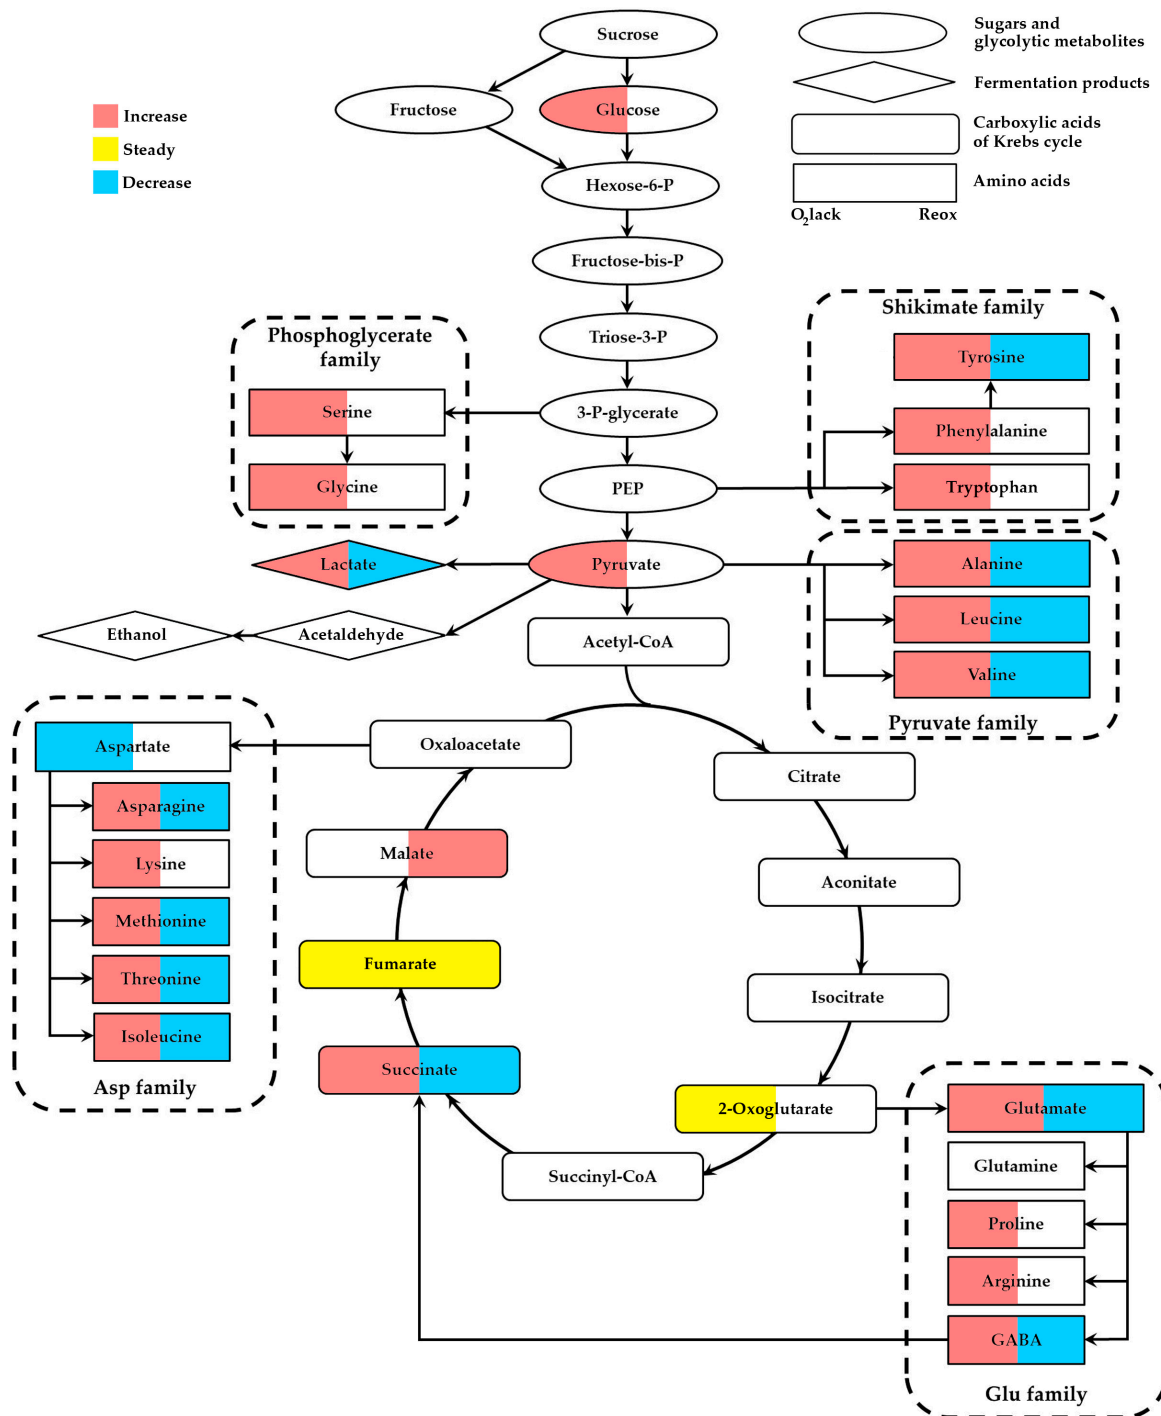 Sucrose
Fructose
Glucose
Hexose-6-P
Fructose-bis-P
Triose-3-P
3-P-glycerate
PEP
Pyruvate
Acetyl-CoA
Increase
Steady
Decrease
Sugars and
glycolytic metabolites
Fermentation products
Carboxylic acids
of Krebs cycle
Amino acids
O2lack
Reox
Phosphoglycerate
family
Serine
Glycine
Shikimate family
Tyrosine
Phenylalanine
Tryptophan
Lactate
Ethanol
Acetaldehyde
Alanine
Leucine
Valine
Pyruvate family
Aspartate
Asparagine
Lysine
Methionine
Threonine
Isoleucine
Asp family
Oxaloacetate
Citrate
Malate
Aconitate
Fumarate
Isocitrate
Succinate
2-Oxoglutarate
Succinyl-CoA
Glutamate
Glutamine
Proline
Arginine
GABA
Glu family